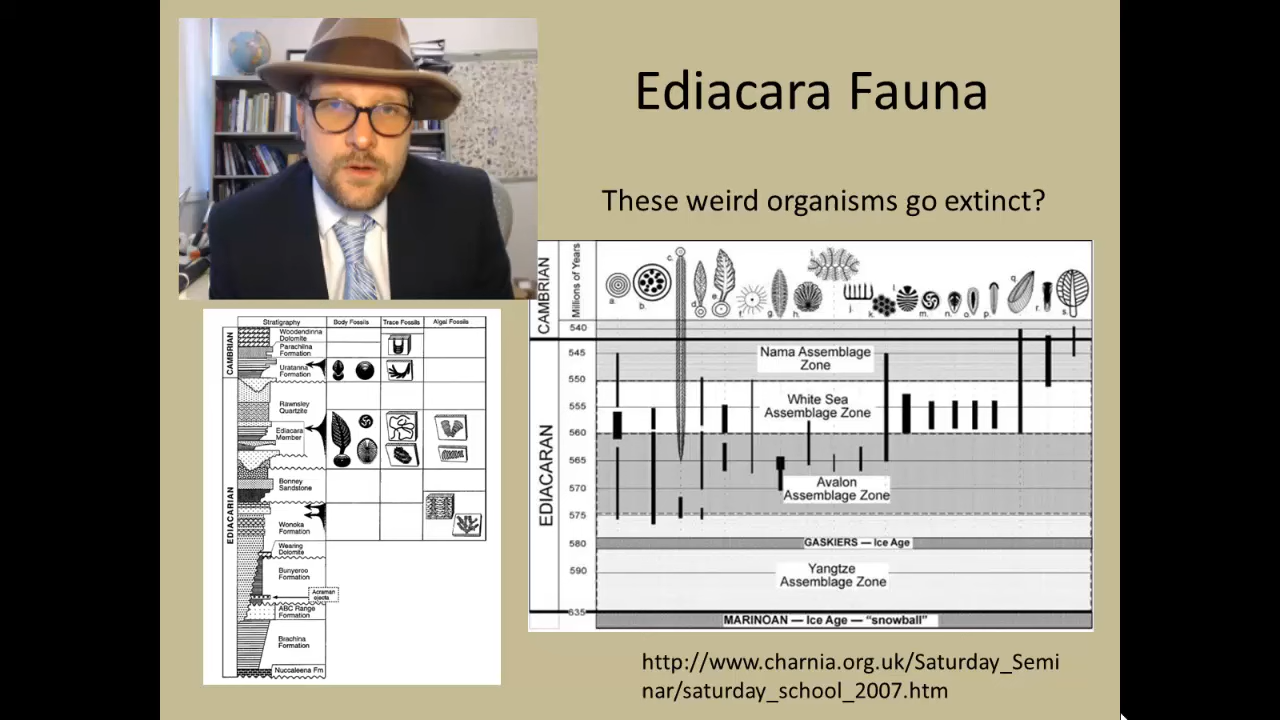 Ediacara Fauna
These weird organisms go extinct?
CAMBRIAN
Millions of Years
a.
b.
c.
540
545
550
555
560
565
570
575
580
590
635
EDIACARAN
Nama Assemblage
Zone
White Sea
Assemblage Zone
Avalon
Assemblage Zone
GASKIERS — Ice Age
Yangtze
Assemblage Zone
MARINOAN — Ice Age — “snowball”
Stratigraphy
Body Fossils
Trace Fossils
Algal Fossils
CAMBRIAN
Woodendinna
Dolomite
Parachilna
Formation
Uratanna
Formation
EDIACARIAN
Rawnsley
Quartzite
Ediacara
Member
Bonney
Sandstone
Wonoka
Formation
Wearing
Dolomite
Bunyeroo
Formation
Acraman
ejecta
ABC Range
Formation
Brachina
Formation
Nuccaleena Fm
http://www.charnia.org.uk/Saturday_Semi
nar/saturday_school_2007.htm